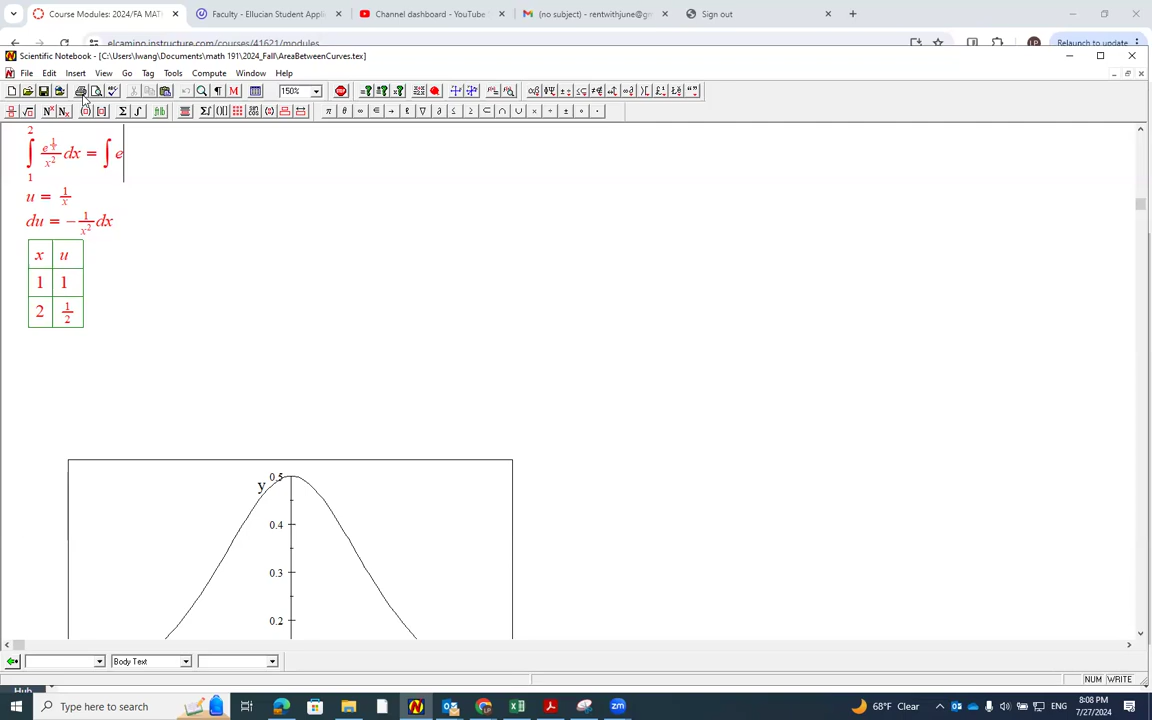 Course Modules: 2024/FA MAT
Faculty - Ellucian Student Appli
Channel dashboard - YouTube
(no subject) - rentwithjune@gm
Sign out
elcamino.instructure.com/courses/41621/modules
Relaunch to update
Scientific Notebook - [C:\Users\lwang\Documents\math 191\2024_Fall\AreaBetweenCurves.tex]
File Edit Insert View Go Tag Tools Compute Window Help
150%
∫₁² e^(1/x)/x² dx = ∫ e
u = 1/x
du = −1/x² dx
x u
1 1
2 1/2
y
0.5
0.4
0.3
0.2
Body Text
NUM WRITE
Hub
Type here to search
68°F Clear
ENG
8:08 PM
7/27/2024